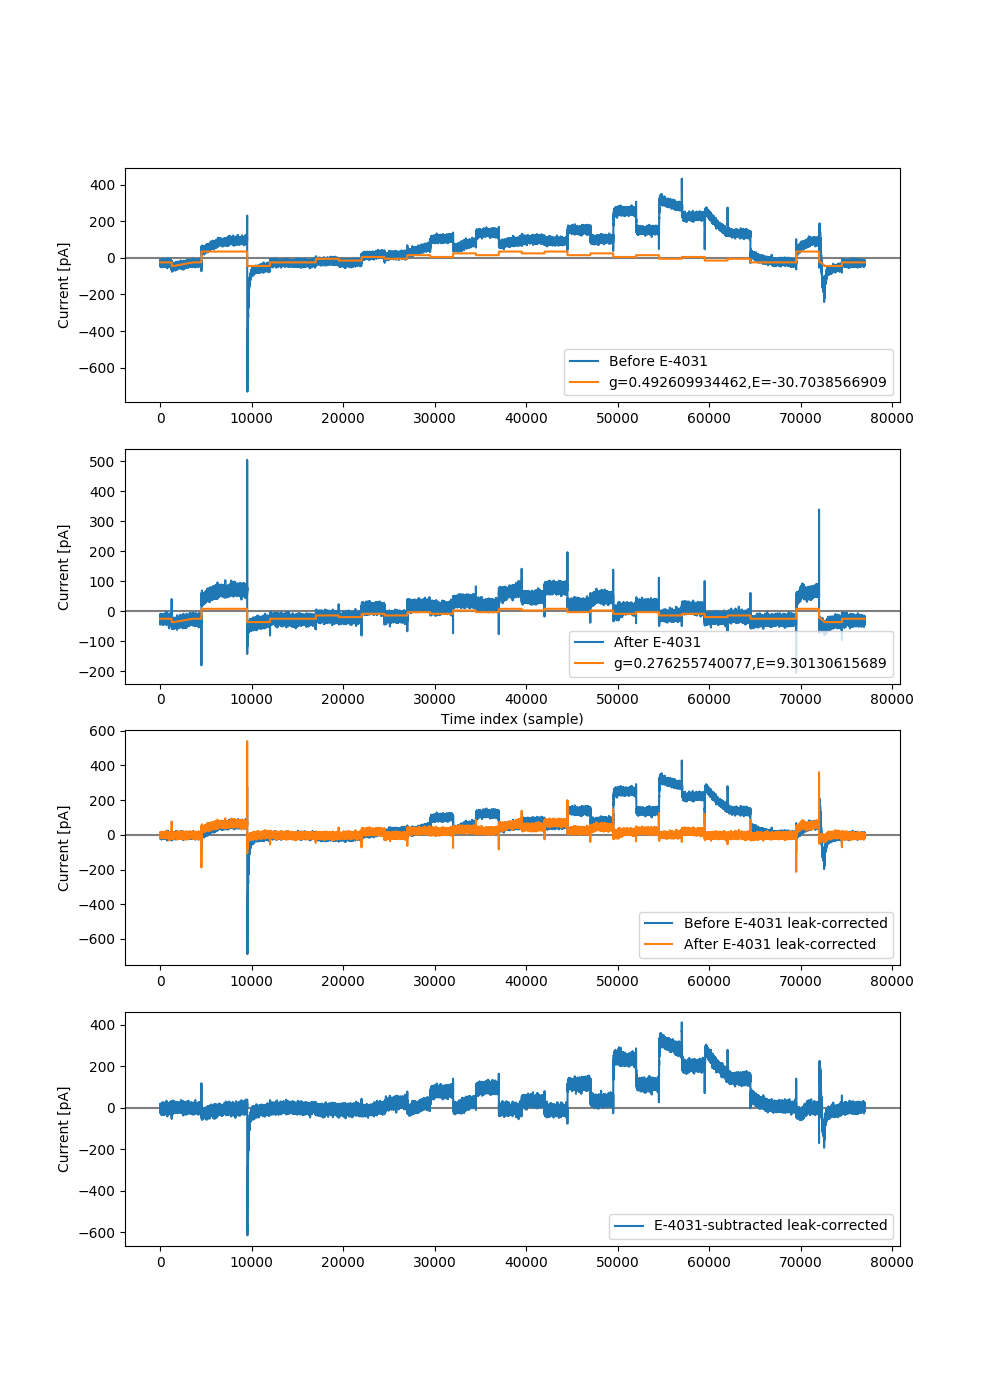 400
200
0
−200
−400
−600
Current [pA]
Before E-4031
g=0.492609934462,E=-30.7038566909
0 10000 20000 30000 40000 50000 60000 70000 80000
500
400
300
200
100
0
−100
−200
Current [pA]
After E-4031
g=0.276255740077,E=9.30130615689
0 10000 20000 30000 40000 50000 60000 70000 80000
Time index (sample)
600
400
200
0
−200
−400
−600
Current [pA]
Before E-4031 leak-corrected
After E-4031 leak-corrected
0 10000 20000 30000 40000 50000 60000 70000 80000
400
200
0
−200
−400
−600
Current [pA]
E-4031-subtracted leak-corrected
0 10000 20000 30000 40000 50000 60000 70000 80000